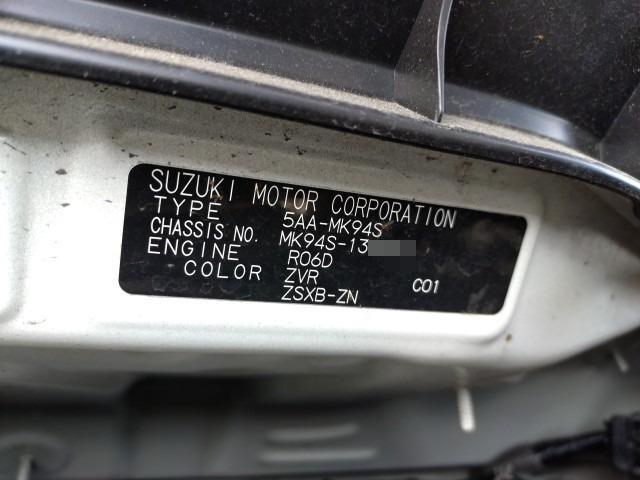 SUZUKI MOTOR CORPORATION
TYPE 5AA-MK94S
CHASSIS NO. MK94S-13
ENGINE R06D
COLOR ZVR C01
ZSXB-ZN